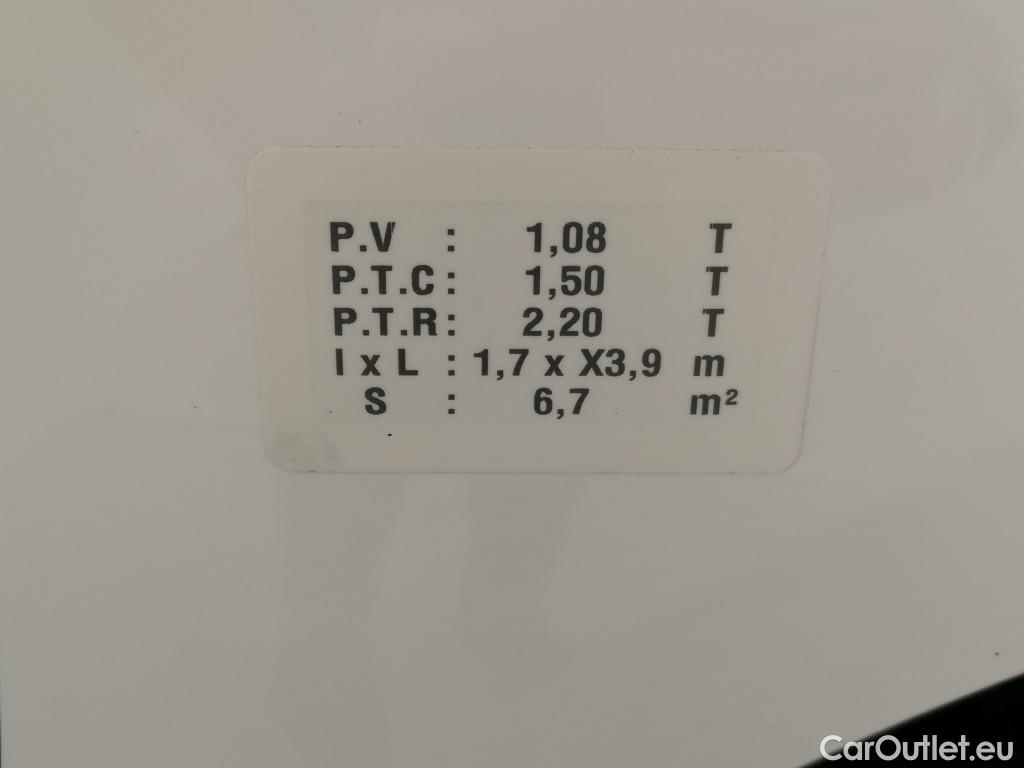 P.V : 1,08 T
P.T.C: 1,50 T
P.T.R: 2,20 T
l x L : 1,7 x X3,9 m
S : 6,7 m²
CarOutlet.eu